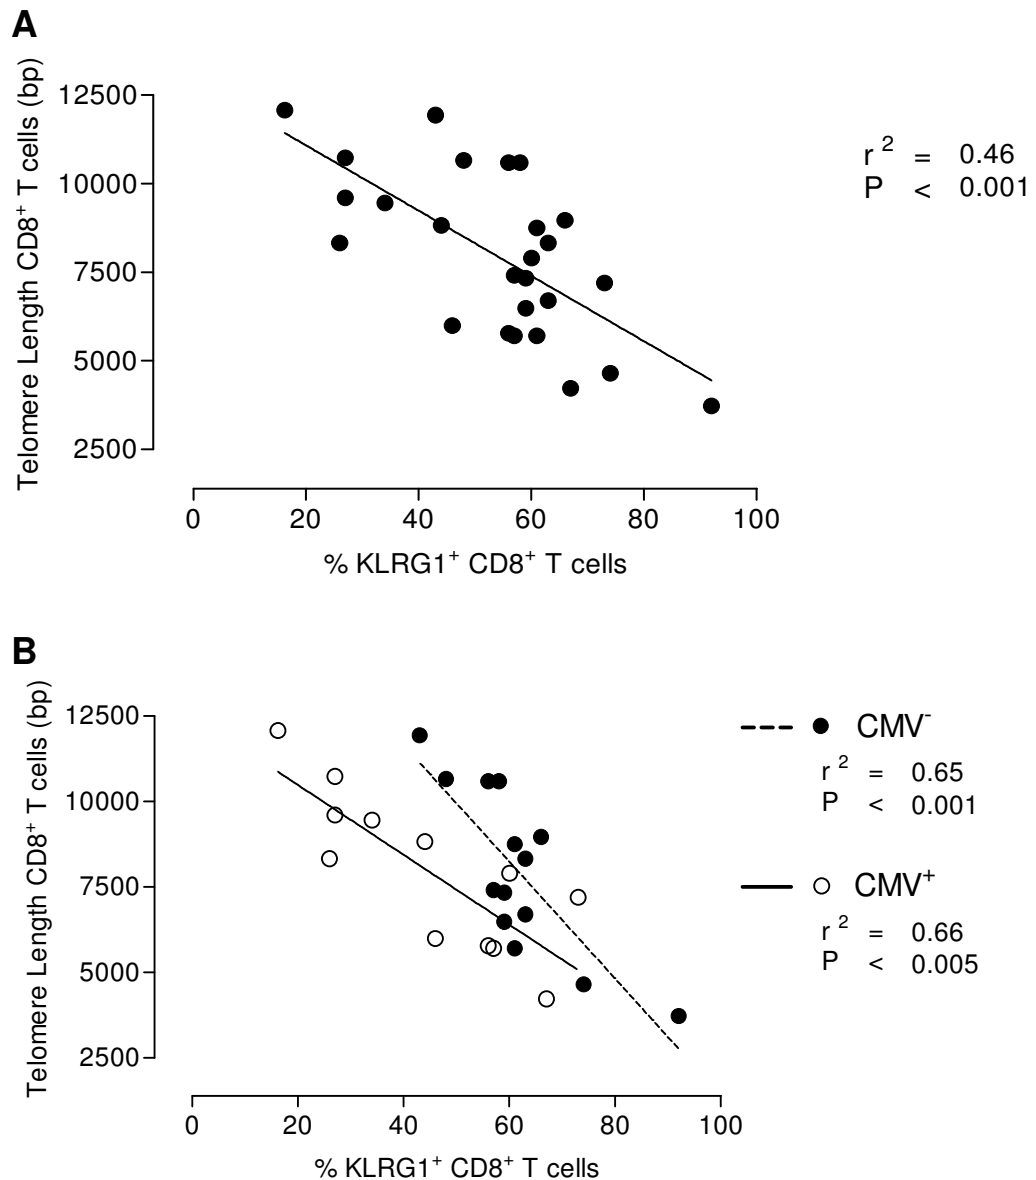 A
Telomere Length CD8⁺ T cells (bp)
12500
10000
7500
5000
2500
r² = 0.46
P < 0.001
0 20 40 60 80 100
% KLRG1⁺ CD8⁺ T cells
B
Telomere Length CD8⁺ T cells (bp)
12500
10000
7500
5000
2500
CMV⁻
r² = 0.65
P < 0.001
CMV⁺
r² = 0.66
P < 0.005
0 20 40 60 80 100
% KLRG1⁺ CD8⁺ T cells